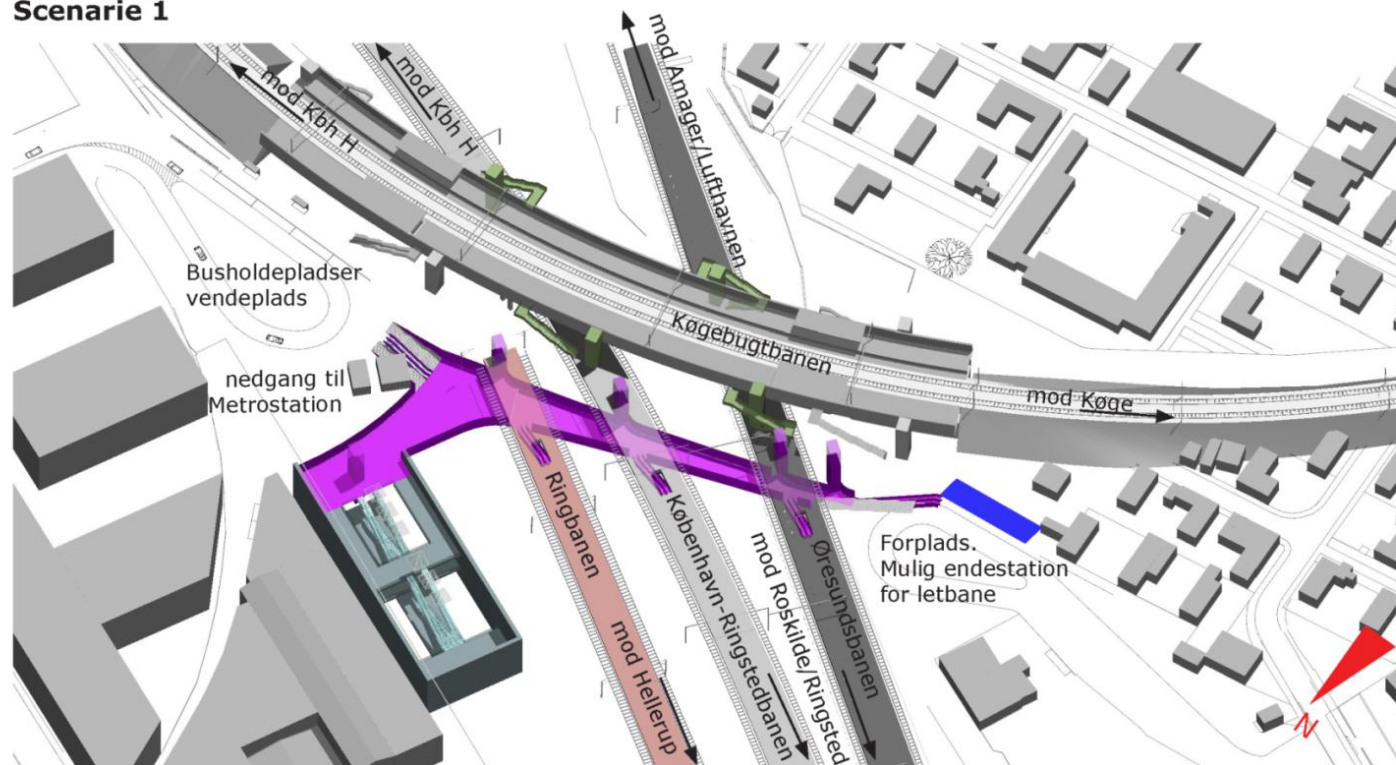 Scenarie 1
mod Kbh H
mod Kbh H
mod Amager/Lufthavnen
Busholdepladser
vendeplads
Køgebugtbanen
nedgang til
Metrostation
mod Køge
Ringbanen
mod Hellerup
København-Ringstedbanen
mod Roskilde/Ringsted
Øresundsbanen
Forplads.
Mulig endestation
for letbane
N